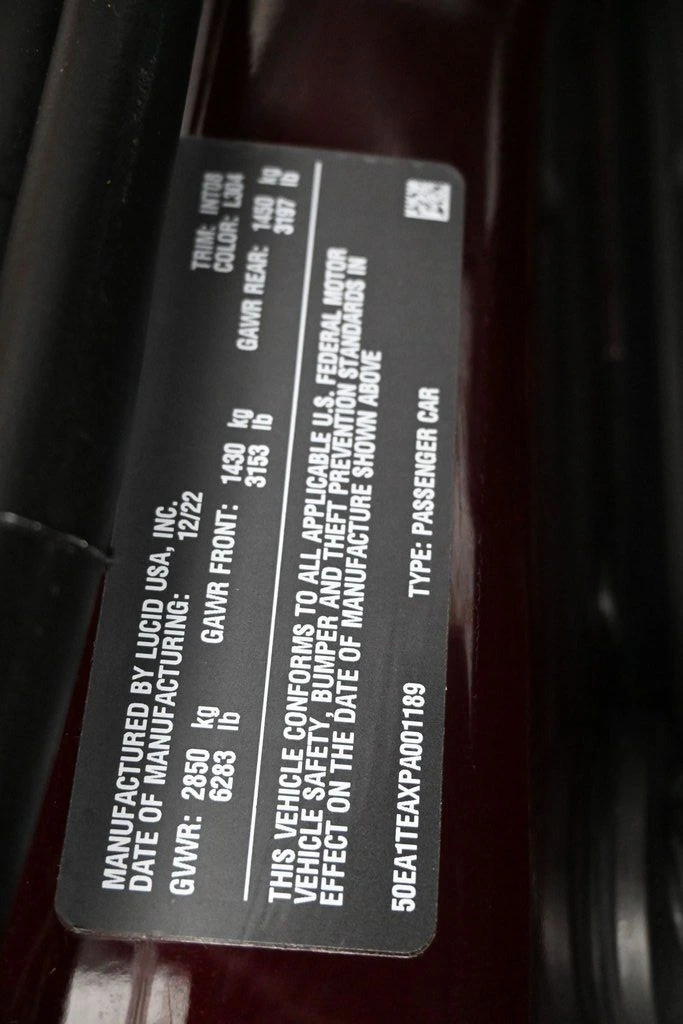 MANUFACTURED BY LUCID USA, INC.
DATE OF MANUFACTURING: 12/22
TRIM: INT08
COLOR: L304
GVWR: 2850 kg
6283 lb
GAWR FRONT: 1430 kg
3153 lb
GAWR REAR: 1450 kg
3197 lb
THIS VEHICLE CONFORMS TO ALL APPLICABLE U.S. FEDERAL MOTOR
VEHICLE SAFETY, BUMPER AND THEFT PREVENTION STANDARDS IN
EFFECT ON THE DATE OF MANUFACTURE SHOWN ABOVE
50EA1TEAXPA001189 TYPE: PASSENGER CAR